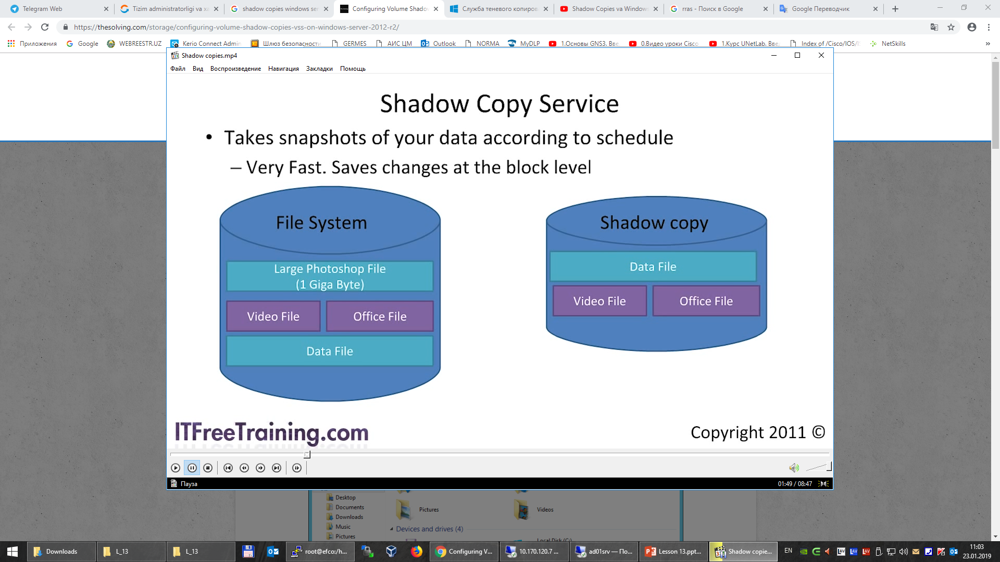 Telegram Web
Tizim administratorligi va xa
shadow copies windows ser
Configuring Volume Shadow
Служба теневого копирова
Shadow Copies va Windows
rras - Поиск в Google
Google Переводчик
https://thesolving.com/storage/configuring-volume-shadow-copies-vss-on-windows-server-2012-r2/
Приложения
Google
WEBREESTR.UZ
Kerio Connect Admin
Шлюз безопасности
GERMES
АИС ЦМ
Outlook
NORMA
MyDLP
1.Основы GNS3. Вве
0.Видео уроки Cisco
1.Курс UNetLab. Вве
Index of /Cisco/IOS/
NetSkills
»
Shadow copies.mp4
Файл Вид Воспроизведение Навигация Закладки Помощь
Shadow Copy Service
• Takes snapshots of your data according to schedule
– Very Fast. Saves changes at the block level
File System
Large Photoshop File
(1 Giga Byte)
Video File
Office File
Data File
Shadow copy
Data File
Video File
Office File
ITFreeTraining.com
Copyright 2011 ©
Пауза
01:49 / 08:47
Desktop
Documents
Downloads
Music
Pictures
Pictures
Videos
Devices and drives (4)
Local Disk (C:)
Downloads
L_13
L_13
root@efco:/h...
Configuring V...
10.170.120.7 ...
ad01srv — По...
Lesson 13.ppt...
Shadow copie...
EN
11:03
23.01.2019